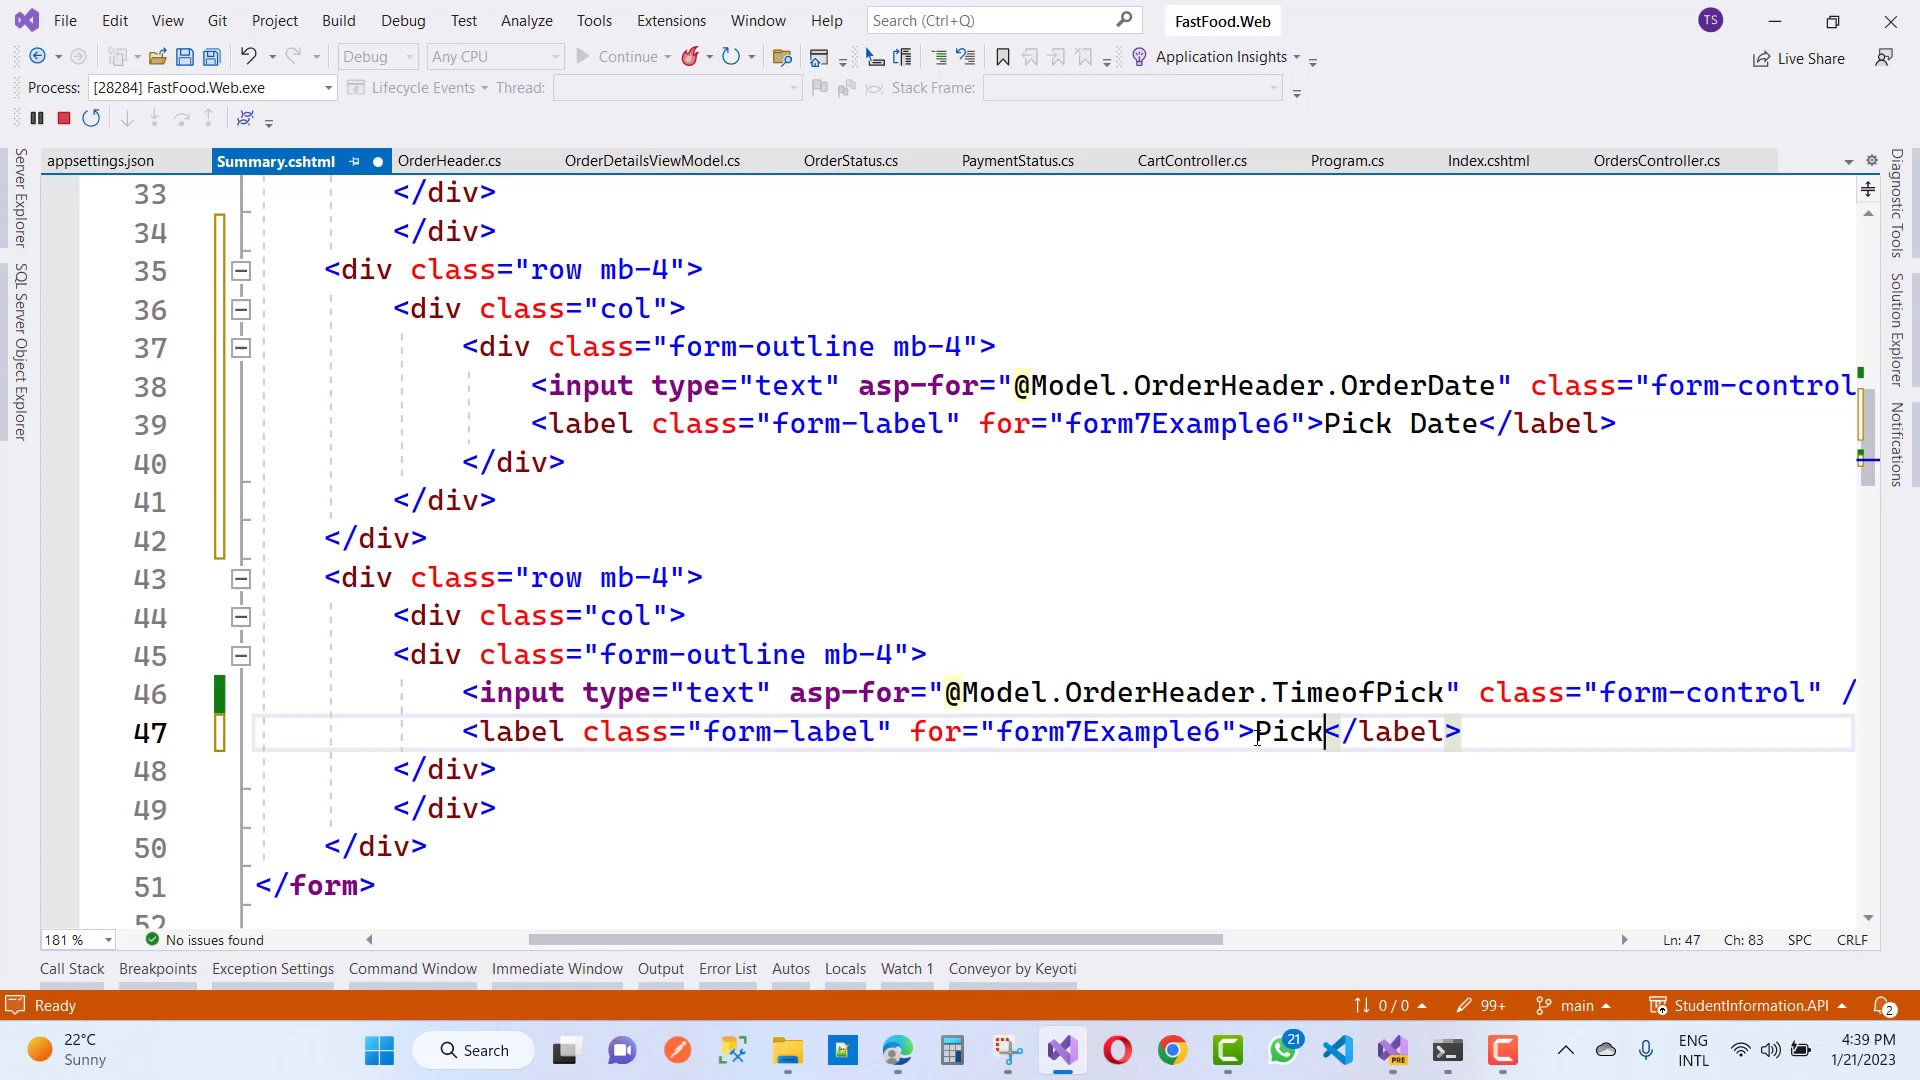 File Edit View Git Project Build Debug Test Analyze Tools Extensions Window Help Search (Ctrl+Q) FastFood.Web TS
Debug Any CPU Continue Application Insights Live Share
Process: [28284] FastFood.Web.exe Lifecycle Events Thread: Stack Frame:
appsettings.json Summary.cshtml OrderHeader.cs OrderDetailsViewModel.cs OrderStatus.cs PaymentStatus.cs CartController.cs Program.cs Index.cshtml OrdersController.cs
Server Explorer
SQL Server Object Explorer
Diagnostic Tools
Solution Explorer
Notifications
33 </div>
34 </div>
35 <div class="row mb-4">
36 <div class="col">
37 <div class="form-outline mb-4">
38 <input type="text" asp-for="@Model.OrderHeader.OrderDate" class="form-control
39 <label class="form-label" for="form7Example6">Pick Date</label>
40 </div>
41 </div>
42 </div>
43 <div class="row mb-4">
44 <div class="col">
45 <div class="form-outline mb-4">
46 <input type="text" asp-for="@Model.OrderHeader.TimeofPick" class="form-control" /
47 <label class="form-label" for="form7Example6">Pick</label>
48 </div>
49 </div>
50 </div>
51 </form>
52
181 % No issues found Ln: 47 Ch: 83 SPC CRLF
Call Stack Breakpoints Exception Settings Command Window Immediate Window Output Error List Autos Locals Watch 1 Conveyor by Keyoti
Ready 0 / 0 99+ main StudentInformation.API 2
22°C
Sunny
Search
PRE
21
ENG
INTL
4:39 PM
1/21/2023